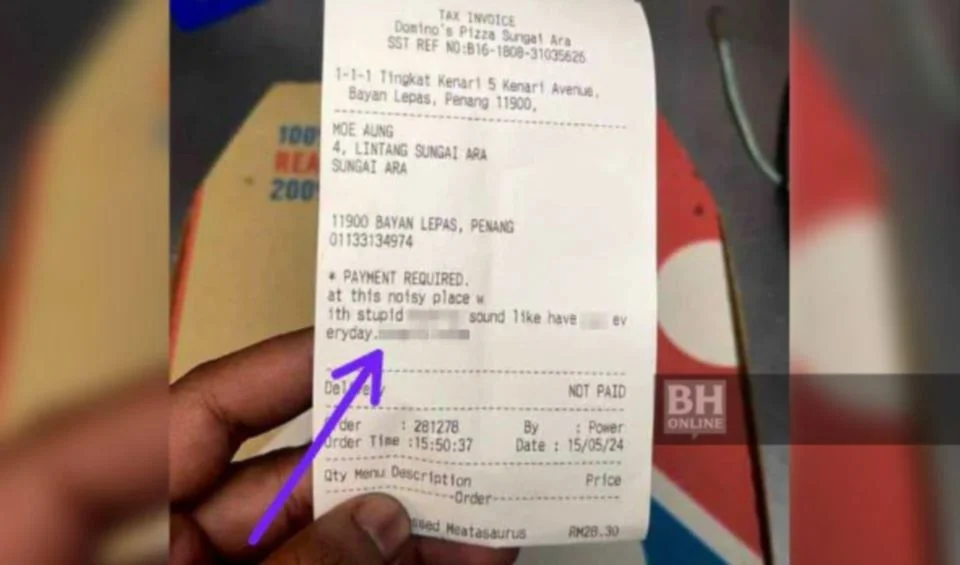 TAX INVOICE
Domino's Pizza Sungai Ara
SST REF NO:B16-1808-31035626
1-1-1 Tingkat Kenari 5 Kenari Avenue,
Bayan Lepas, Penang 11900,
MOE AUNG
4, LINTANG SUNGAI ARA
SUNGAI ARA
11900 BAYAN LEPAS, PENANG
01133134974
* PAYMENT REQUIRED.
at this noisy place w
ith stupid sound like have ev
eryday.
NOT PAID
: 281278 By : Power
Order Time :15:50:37 Date : 15/05/24
Qty Menu Description Price
Order
Meatasaurus RM28.30
100
200
BH
ONLINE